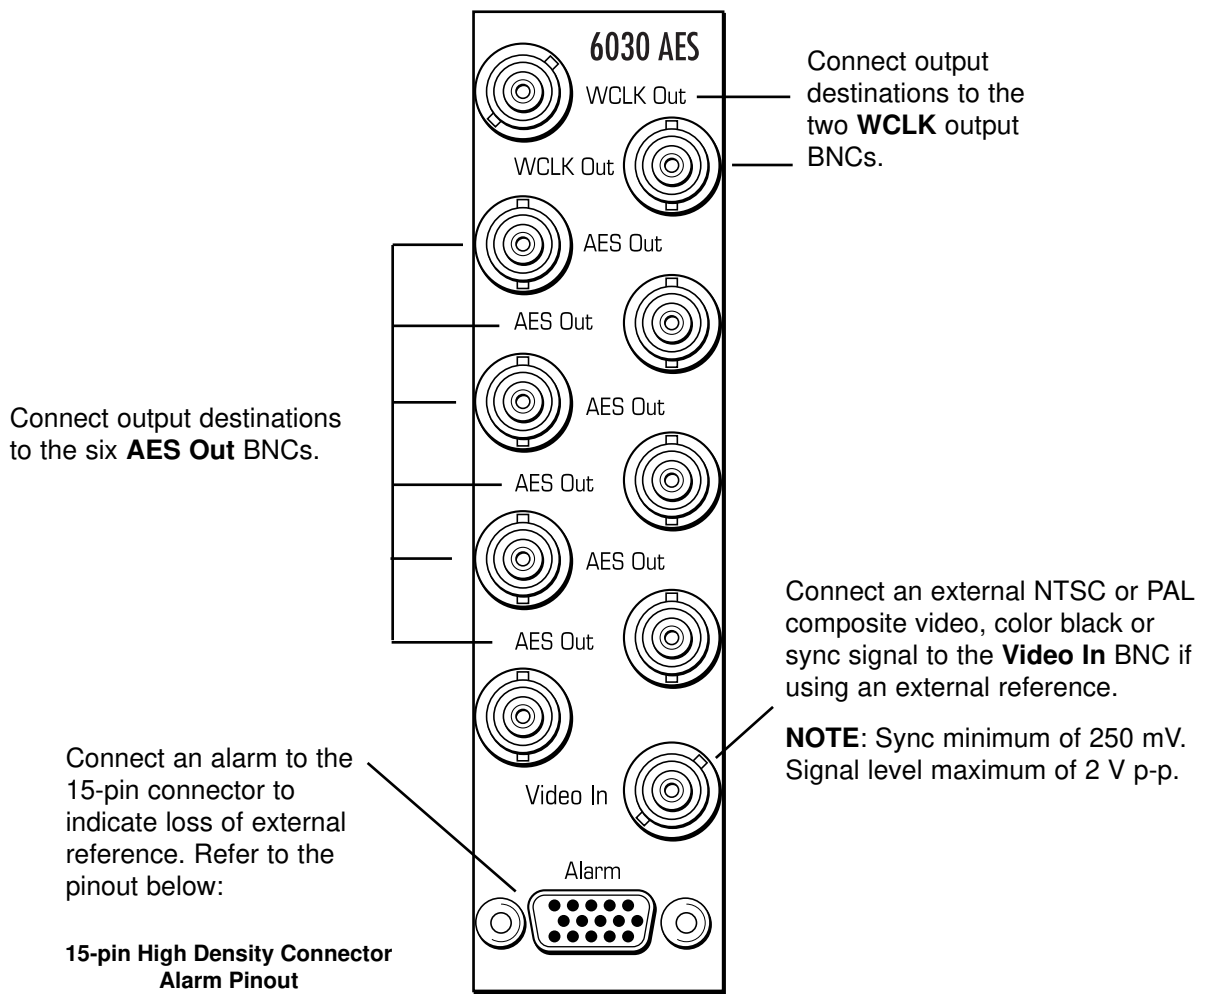 6030 AES
WCLK Out
WCLK Out
AES Out
AES Out
AES Out
AES Out
AES Out
AES Out
Video In
Alarm
Connect output
destinations to the
two WCLK output
BNCs.
Connect output destinations
to the six AES Out BNCs.
Connect an external NTSC or PAL
composite video, color black or
sync signal to the Video In BNC if
using an external reference.
NOTE: Sync minimum of 250 mV.
Signal level maximum of 2 V p-p.
Connect an alarm to the
15-pin connector to
indicate loss of external
reference. Refer to the
pinout below:
15-pin High Density Connector
Alarm Pinout